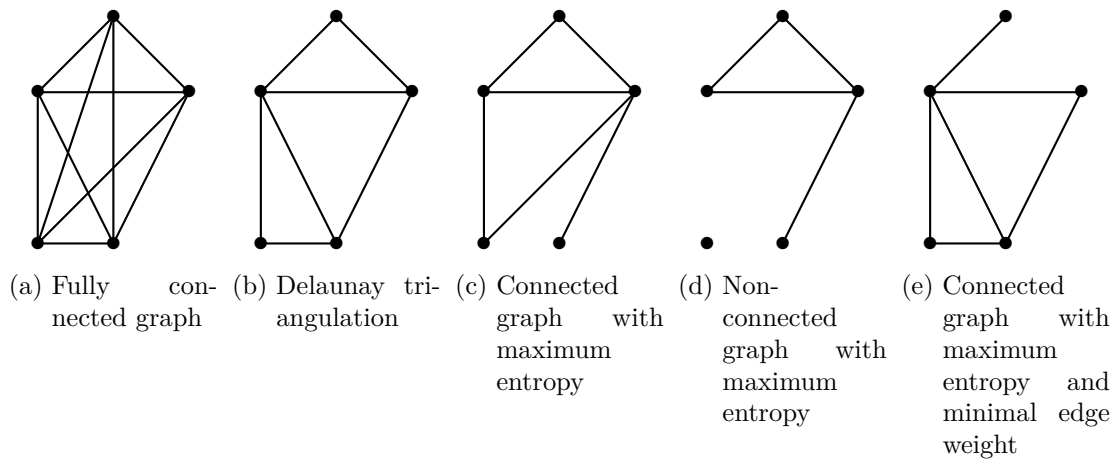 (a) Fully con-
nected graph
(b) Delaunay tri-
angulation
(c) Connected
graph with
maximum
entropy
(d) Non-
connected
graph with
maximum
entropy
(e) Connected
graph with
maximum
entropy and
minimal edge
weight